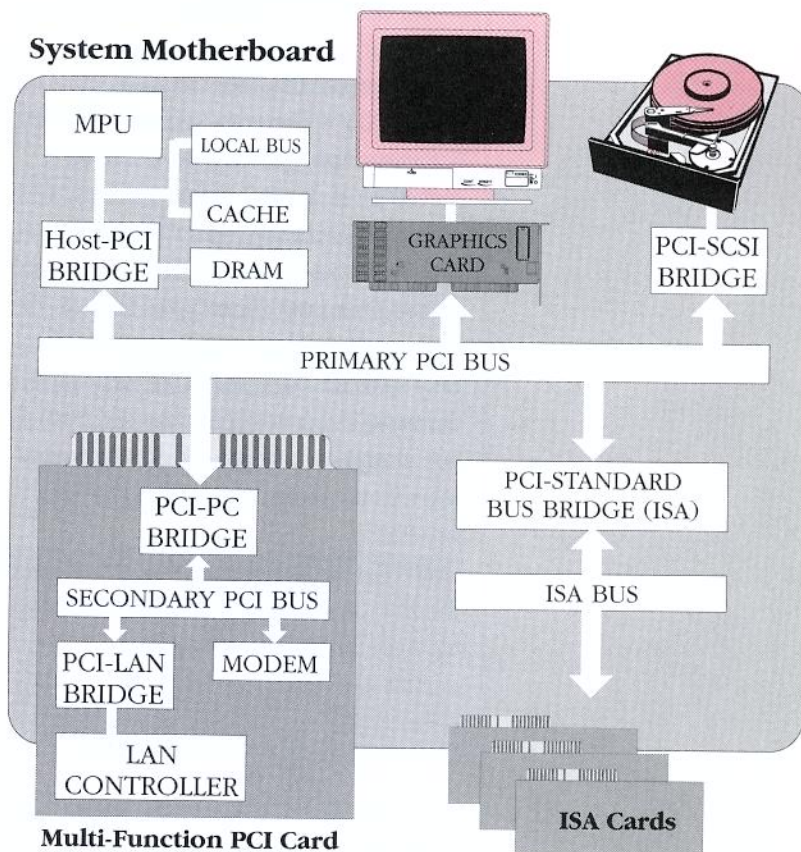 System Motherboard
MPU
LOCAL BUS
CACHE
Host-PCI
BRIDGE
DRAM
GRAPHICS
CARD
PCI-SCSI
BRIDGE
PRIMARY PCI BUS
PCI-PC
BRIDGE
SECONDARY PCI BUS
PCI-LAN
BRIDGE
MODEM
LAN
CONTROLLER
Multi-Function PCI Card
PCI-STANDARD
BUS BRIDGE (ISA)
ISA BUS
ISA Cards